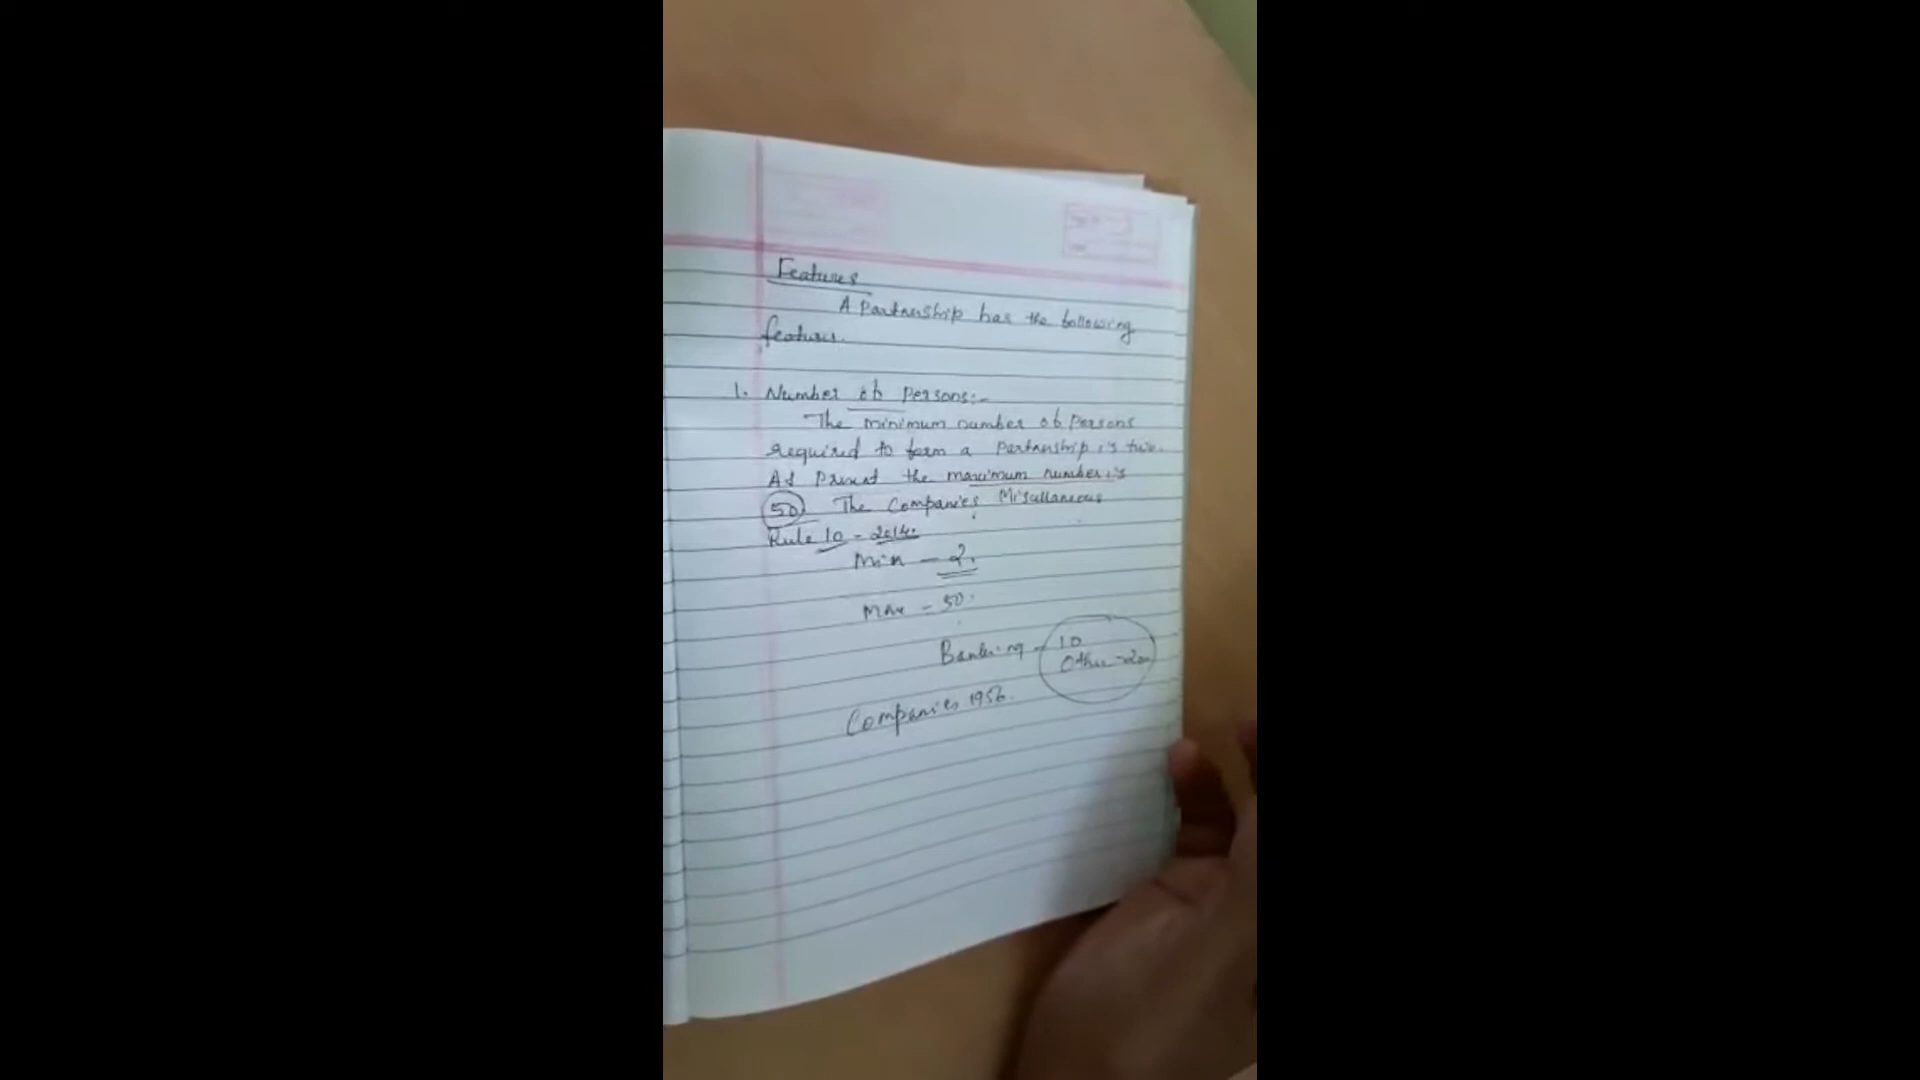 Features
A Partnership has the following
features.
1. Number of Persons:-
The minimum number of Persons
required to form a Partnership is two.
At Present the maximum number is
50. The Companies Miscellaneous
Rule 10 - 2014.
Min - 2.
Max - 50.
Banking - 10
Other - 20
Companies 1956.